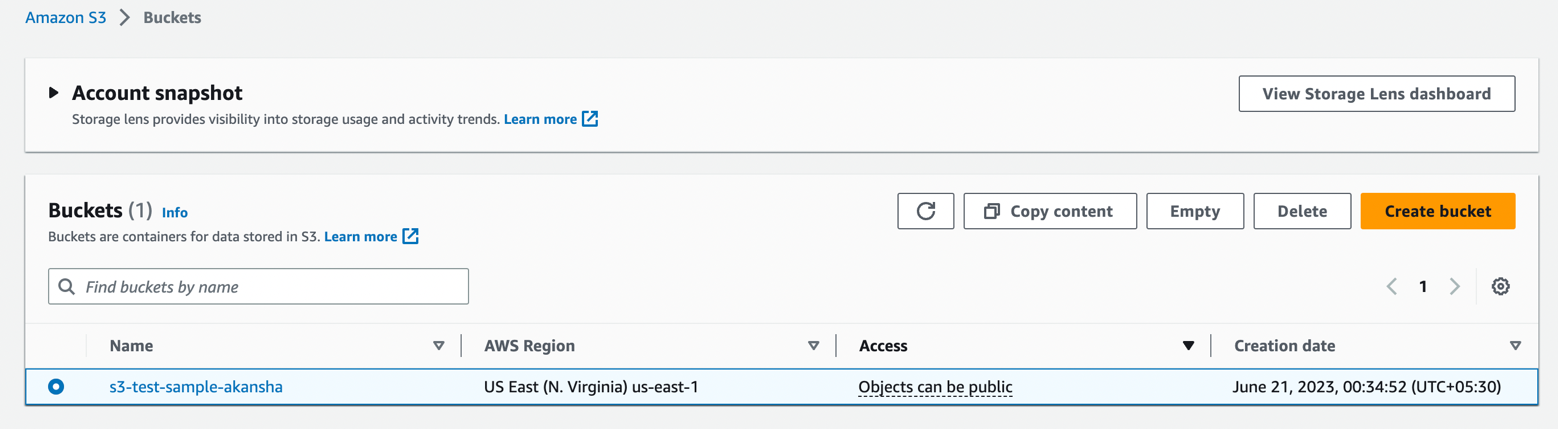 Amazon S3 > Buckets
Account snapshot
View Storage Lens dashboard
Storage lens provides visibility into storage usage and activity trends. Learn more
Buckets (1) Info
Copy content Empty Delete Create bucket
Buckets are containers for data stored in S3. Learn more
Find buckets by name
1
Name AWS Region Access Creation date
s3-test-sample-akansha US East (N. Virginia) us-east-1 Objects can be public June 21, 2023, 00:34:52 (UTC+05:30)